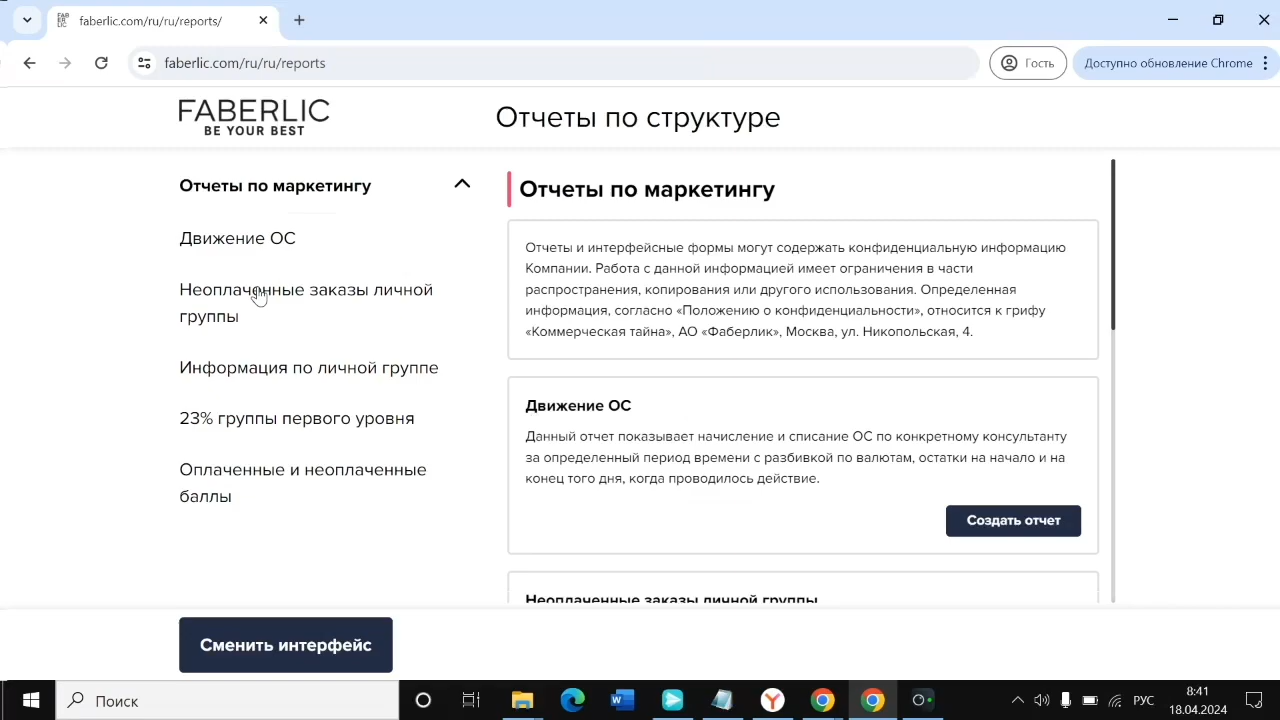 faberlic.com/ru/ru/reports/
faberlic.com/ru/ru/reports
Гость
Доступно обновление Chrome
FABERLIC
BE YOUR BEST
Отчеты по структуре
Отчеты по маркетингу
Движение ОС
Неоплаченные заказы личной
группы
Информация по личной группе
23% группы первого уровня
Оплаченные и неоплаченные
баллы
Отчеты по маркетингу
Отчеты и интерфейсные формы могут содержать конфиденциальную информацию
Компании. Работа с данной информацией имеет ограничения в части
распространения, копирования или другого использования. Определенная
информация, согласно «Положению о конфиденциальности», относится к грифу
«Коммерческая тайна», АО «Фаберлик», Москва, ул. Никопольская, 4.
Движение ОС
Данный отчет показывает начисление и списание ОС по конкретному консультанту
за определенный период времени с разбивкой по валютам, остатки на начало и на
конец того дня, когда проводилось действие.
Создать отчет
Неоплаченные заказы личной группы
Сменить интерфейс
Поиск
РУС
8:41
18.04.2024